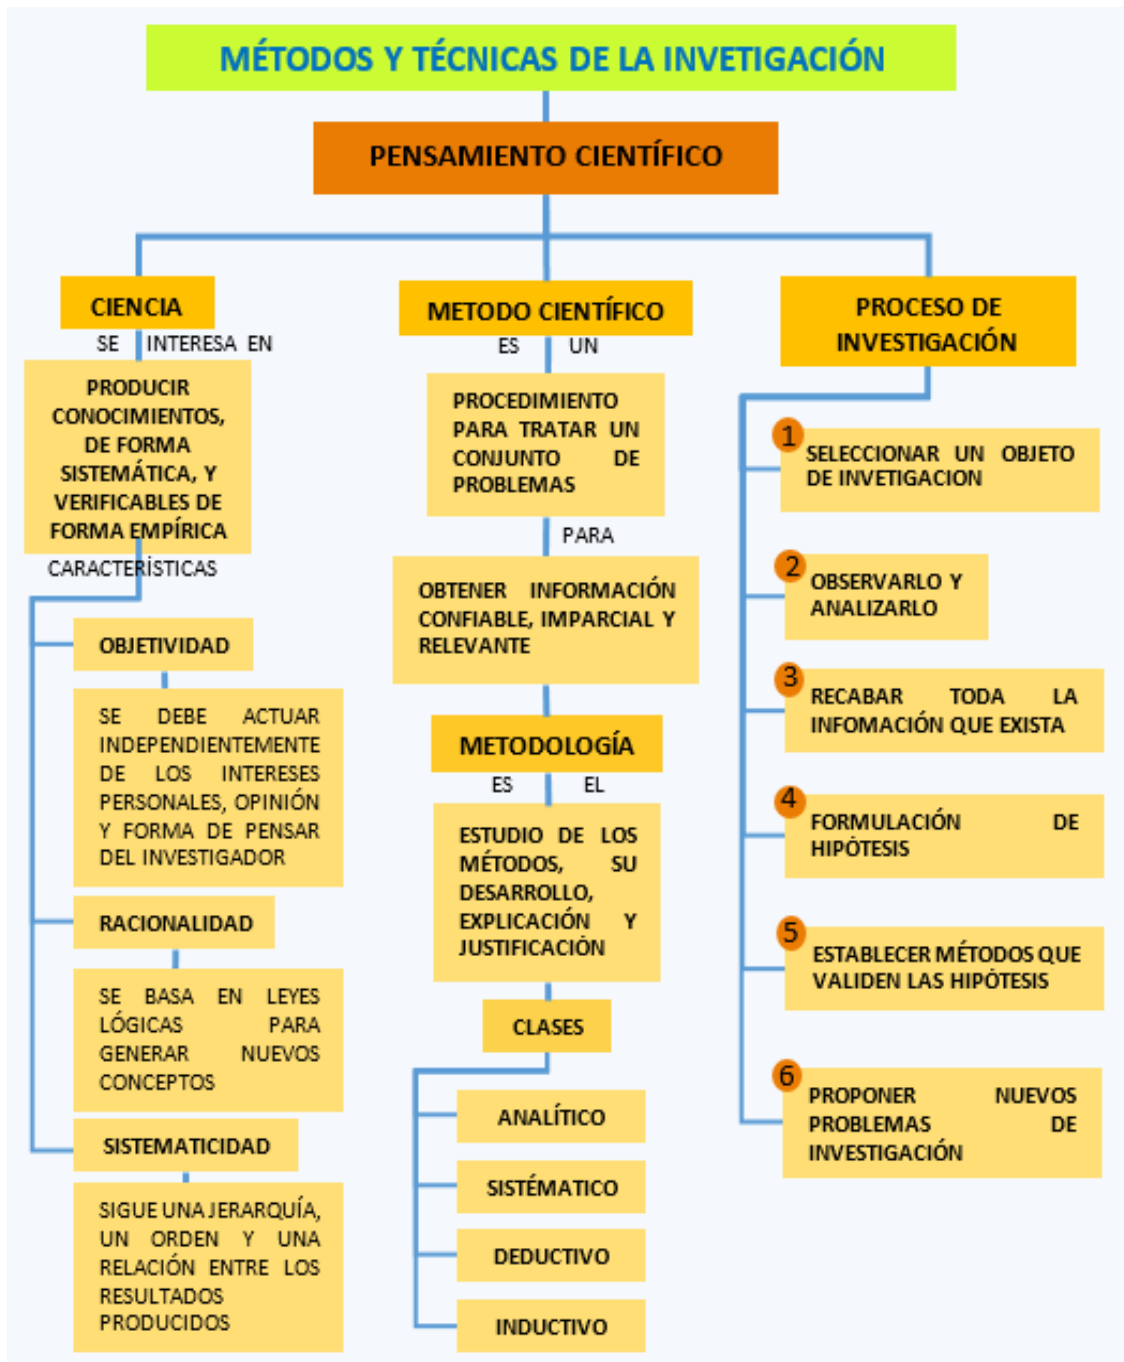 MÉTODOS Y TÉCNICAS DE LA INVETIGACIÓN
PENSAMIENTO CIENTÍFICO
CIENCIA
SE INTERESA EN
PRODUCIR
CONOCIMIENTOS,
DE FORMA
SISTEMÁTICA, Y
VERIFICABLES DE
FORMA EMPÍRICA
CARACTERÍSTICAS
OBJETIVIDAD
SE DEBE ACTUAR
INDEPENDIENTEMENTE
DE LOS INTERESES
PERSONALES, OPINIÓN
Y FORMA DE PENSAR
DEL INVESTIGADOR
RACIONALIDAD
SE BASA EN LEYES
LÓGICAS PARA
GENERAR NUEVOS
CONCEPTOS
SISTEMATICIDAD
SIGUE UNA JERARQUÍA,
UN ORDEN Y UNA
RELACIÓN ENTRE LOS
RESULTADOS
PRODUCIDOS
METODO CIENTÍFICO
ES UN
PROCEDIMIENTO
PARA TRATAR UN
CONJUNTO DE
PROBLEMAS
PARA
OBTENER INFORMACIÓN
CONFIABLE, IMPARCIAL Y
RELEVANTE
METODOLOGÍA
ES EL
ESTUDIO DE LOS
MÉTODOS, SU
DESARROLLO,
EXPLICACIÓN Y
JUSTIFICACIÓN
CLASES
ANALÍTICO
SISTÉMATICO
DEDUCTIVO
INDUCTIVO
PROCESO DE
INVESTIGACIÓN
1
SELECCIONAR UN OBJETO
DE INVETIGACION
2
OBSERVARLO Y
ANALIZARLO
3
RECABAR TODA LA
INFOMACIÓN QUE EXISTA
4
FORMULACIÓN DE
HIPÓTESIS
5
ESTABLECER MÉTODOS QUE
VALIDEN LAS HIPÓTESIS
6
PROPONER NUEVOS
PROBLEMAS DE
INVESTIGACIÓN